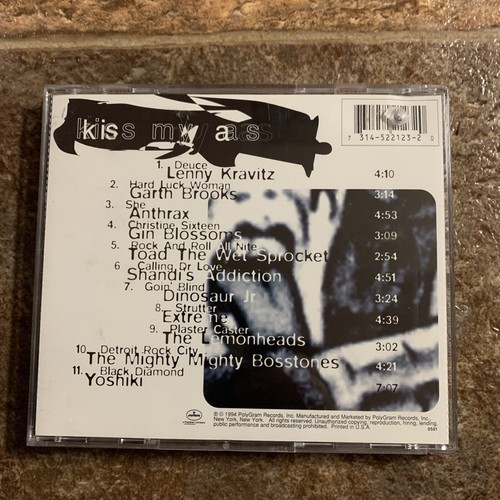 kiss my as
7 314-522123-2 0
1. Deuce
Lenny Kravitz 4:10
2. Hard Luck Woman
Garth Brooks 3:14
3. She
Anthrax 4:53
4. Christine Sixteen
Gin Blossoms 3:09
5. Rock And Roll All Nite
Toad The Wet Sprocket 2:54
6 Calling Dr Love
Shandi's Addiction 4:51
7. Goin' Blind
Dinosaur Jr 3:24
8. Strutter
Extreme 4:39
9. Plaster Caster
The Lemonheads 3:02
10. Detroit Rock City
The Mighty Mighty Bosstones 4:21
11. Black Diamond
Yoshiki 7:07
℗ © 1994 PolyGram Records, Inc. Manufactured and Marketed by PolyGram Records, Inc.,
New York, New York. All rights reserved. Unauthorized copying, reproduction, hiring, lending,
public performance and broadcasting prohibited. Printed in U.S.A.